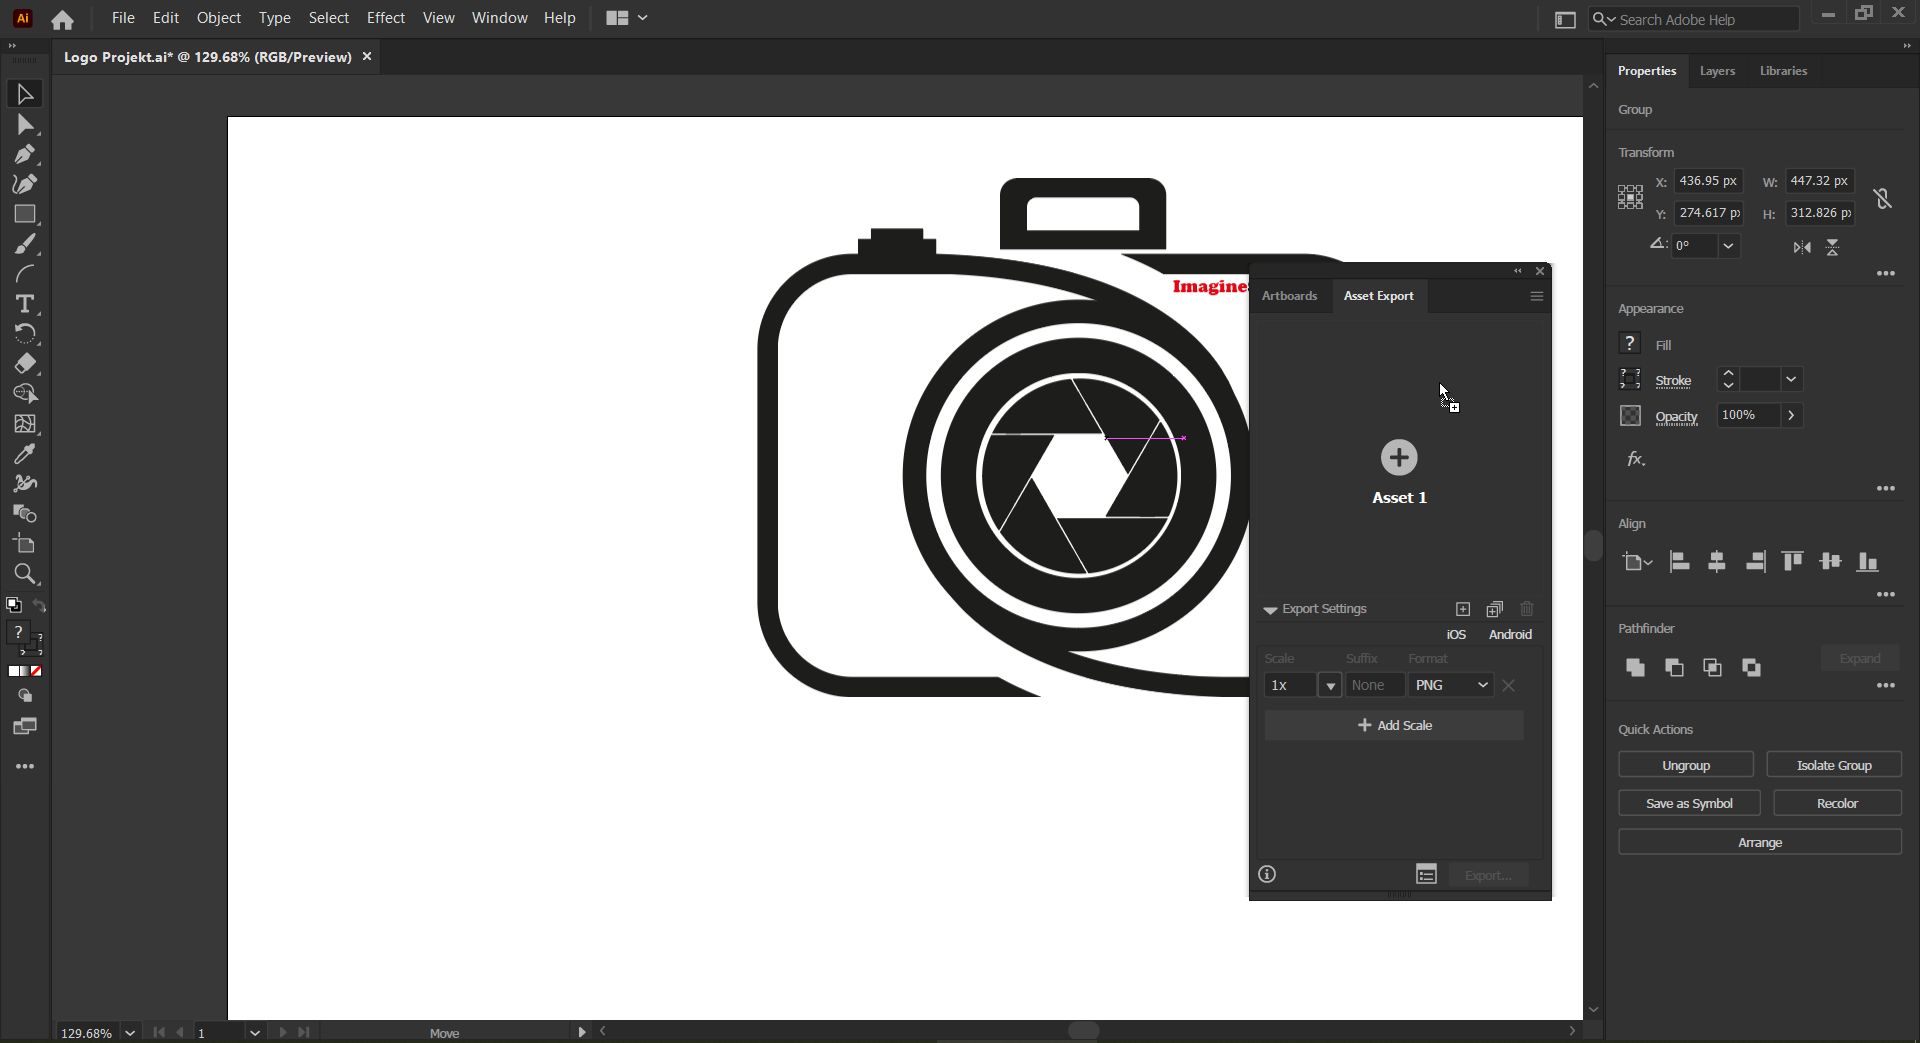 Ai File Edit Object Type Select Effect View Window Help Search Adobe Help
Logo Projekt.ai* @ 129.68% (RGB/Preview)
Properties Layers Libraries
Group
Transform
X: 436.95 px W: 447.32 px
Y: 274.617 p H: 312.826 p
0°
Imagine
Artboards Asset Export
Appearance
? Fill
Stroke
Opacity 100%
fx.
Asset 1
Align
Export Settings
iOS Android
Scale Suffix Format
1x None PNG
Add Scale
Export...
Pathfinder
Expand
Quick Actions
Ungroup Isolate Group
Save as Symbol Recolor
Arrange
129.68% 1 Move